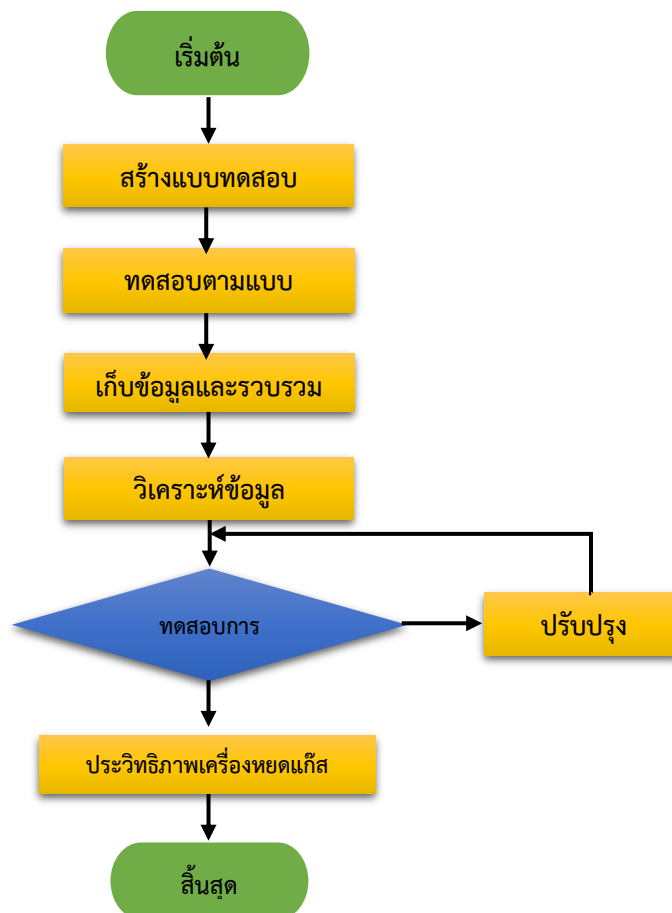 เริ่มต้น
สร้างแบบทดสอบ
ทดสอบตามแบบ
เก็บข้อมูลและรวบรวม
วิเคราะห์ข้อมูล
ทดสอบการ
ปรับปรุง
ประวิทธิภาพเครื่องหยดแก๊ส
สิ้นสุด